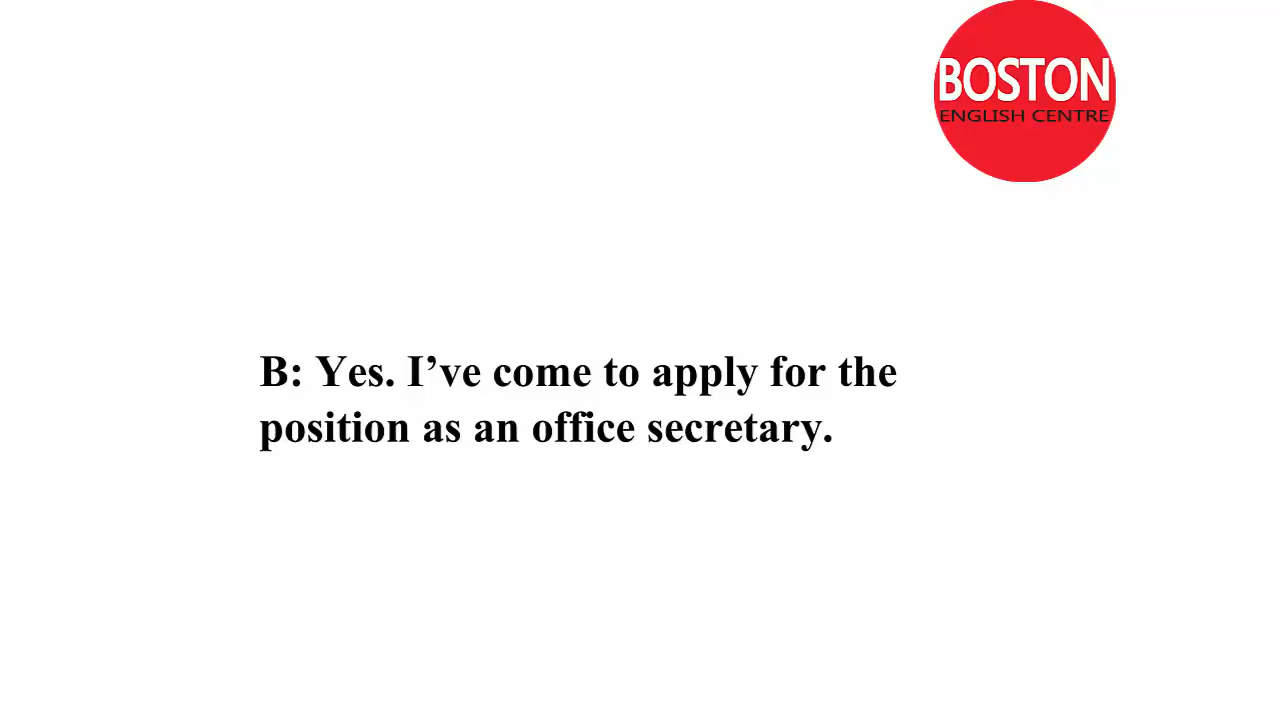 BOSTON
ENGLISH CENTRE
B: Yes. I’ve come to apply for the
position as an office secretary.